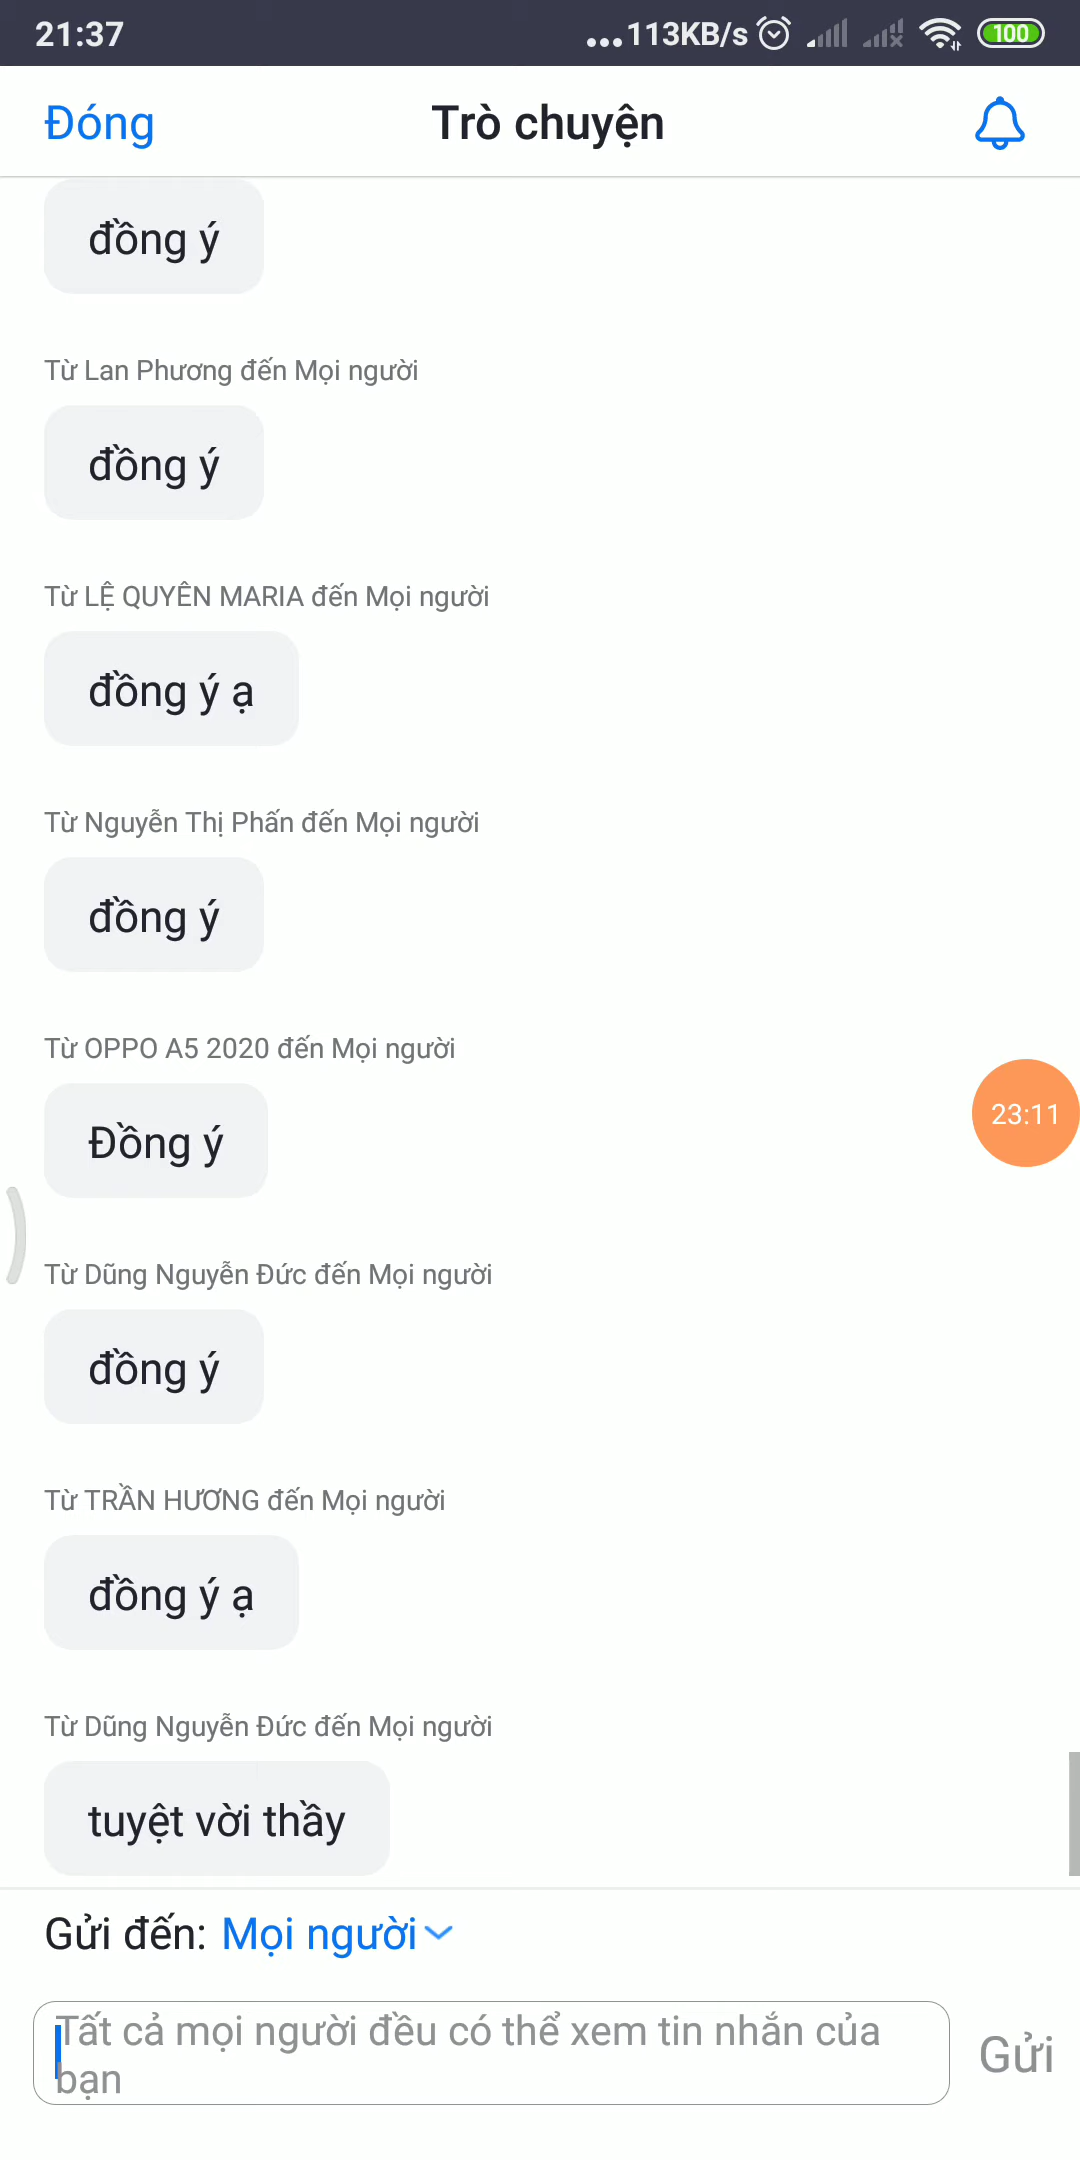 21:37
...113KB/s
100
Đóng
Trò chuyện
đồng ý
Từ Lan Phương đến Mọi người
đồng ý
Từ LỆ QUYÊN MARIA đến Mọi người
đồng ý ạ
Từ Nguyễn Thị Phấn đến Mọi người
đồng ý
Từ OPPO A5 2020 đến Mọi người
Đồng ý
23:11
Từ Dũng Nguyễn Đức đến Mọi người
đồng ý
Từ TRẦN HƯƠNG đến Mọi người
đồng ý ạ
Từ Dũng Nguyễn Đức đến Mọi người
tuyệt vời thầy
Gửi đến: Mọi người
Tất cả mọi người đều có thể xem tin nhắn của
bạn
Gửi